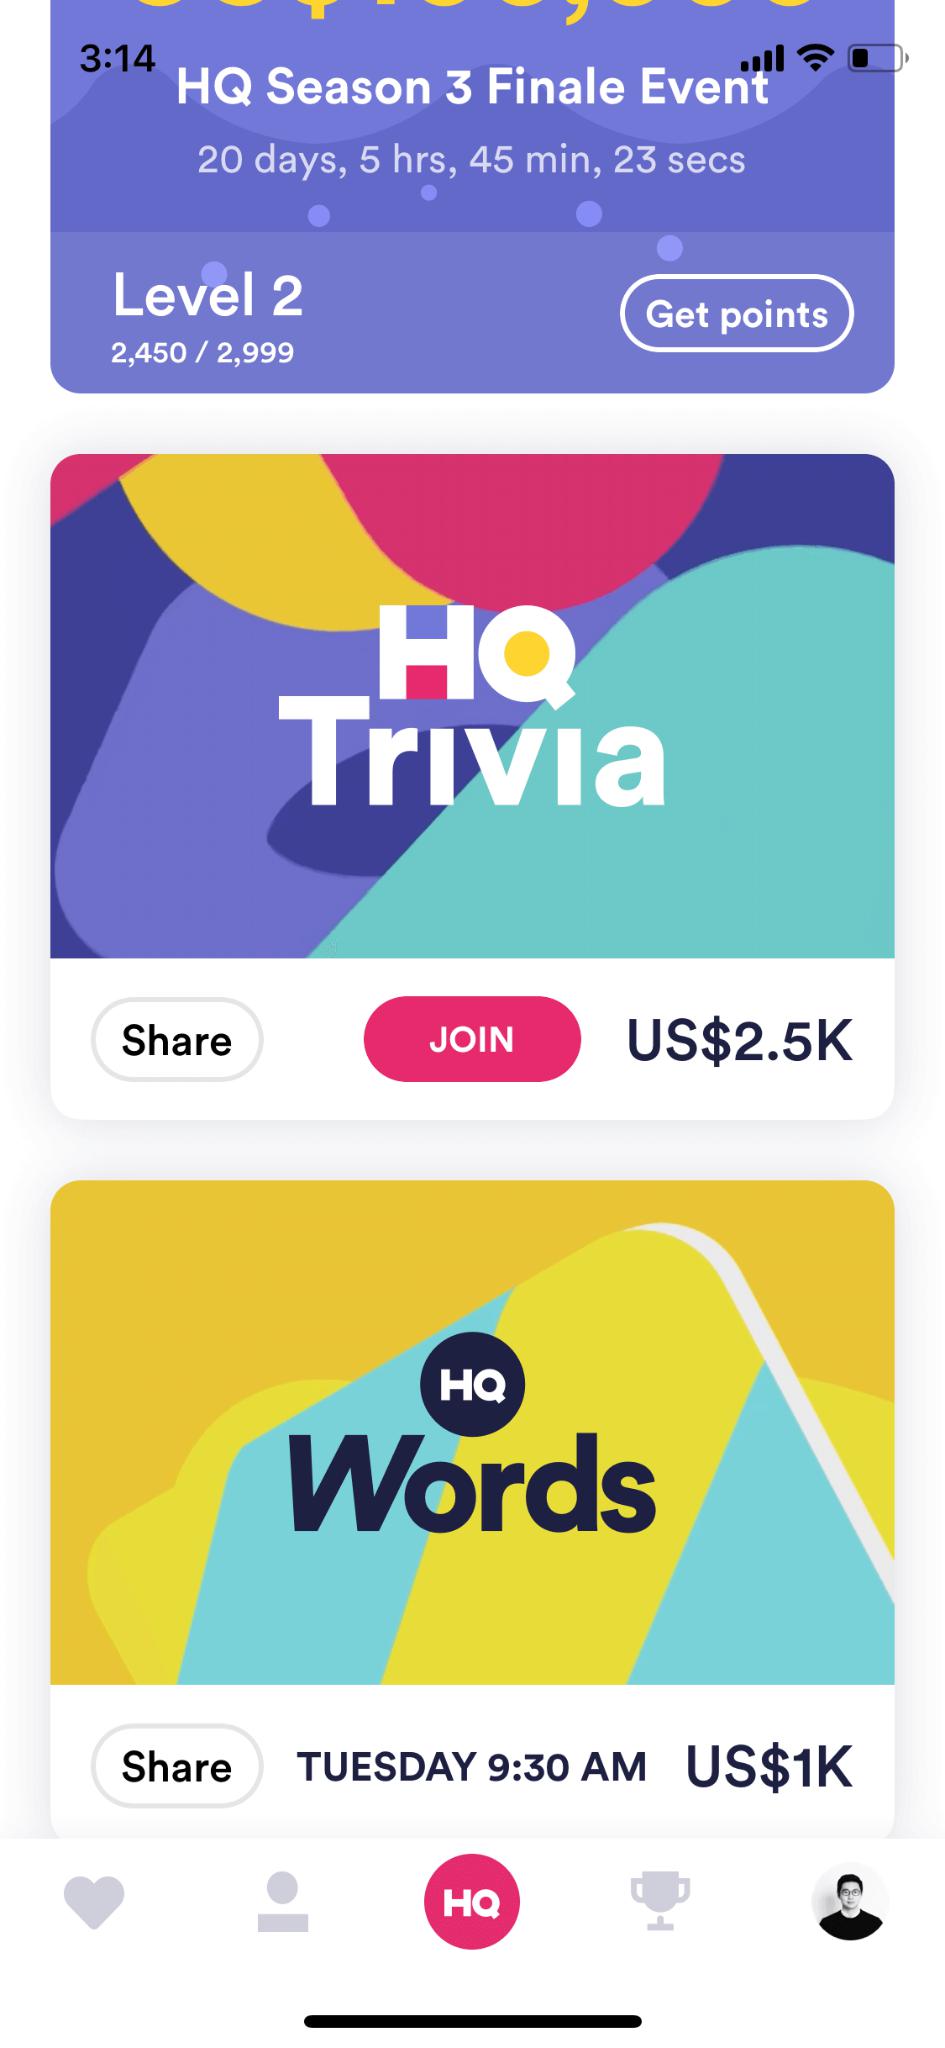 3:14
HQ Season 3 Finale Event
20 days, 5 hrs, 45 min, 23 secs
Level 2
2,450 / 2,999
Get points
HQ
Trivia
Share
JOIN
US$2.5K
HQ
Words
Share
TUESDAY 9:30 AM
US$1K
HQ